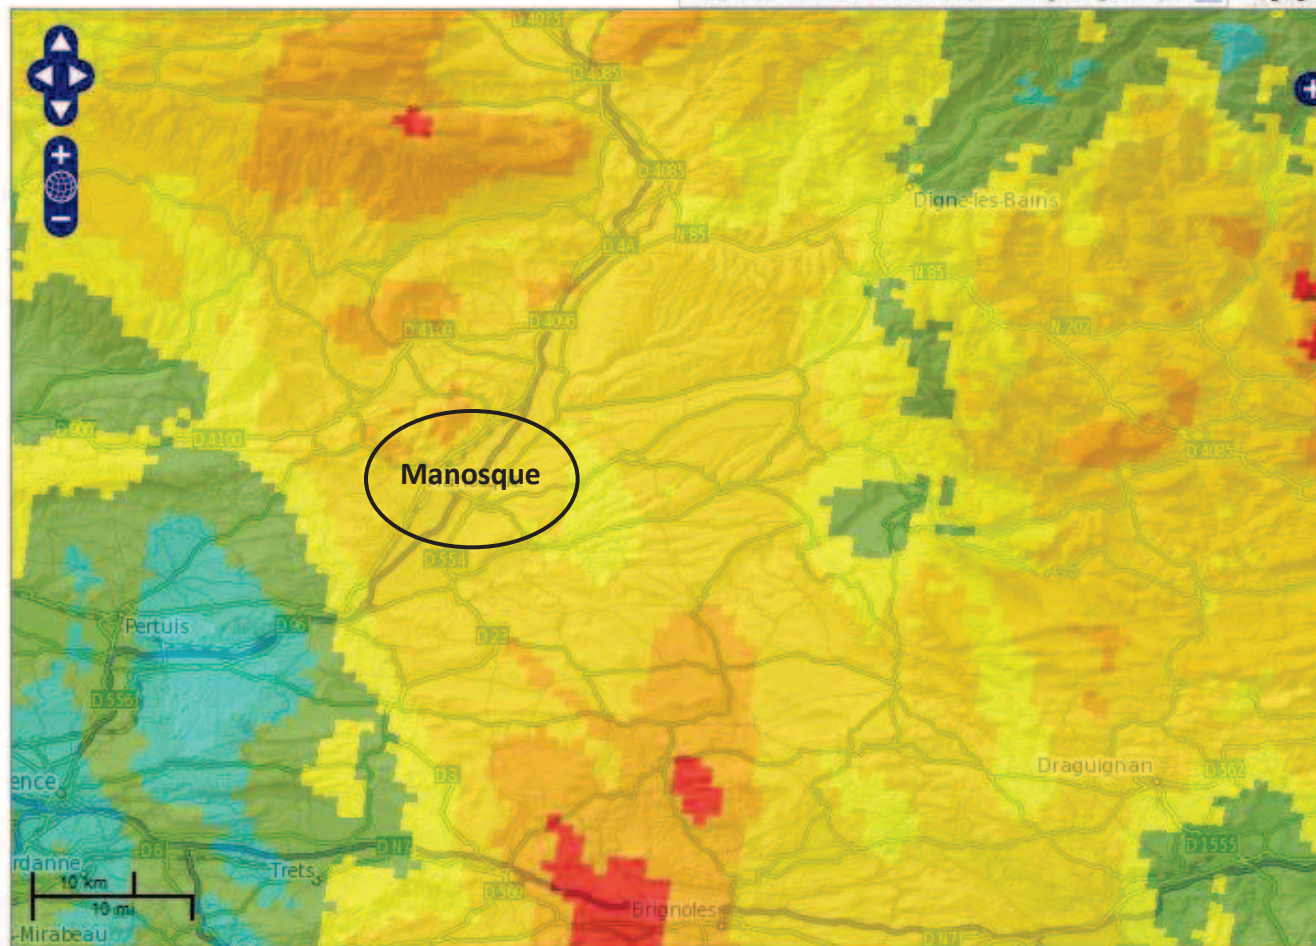 D 4075
D 4085
D 4085
Digne-les-Bains
D 4A
N 85
N 85
D 4096
D 4100
N 202
D 900
D 4100
D 4085
Manosque
D 554
Pertuis
D 96
D 23
D 556
D 3
Draguignan
D 562
ence
D 6
D N7
D 1555
rdanne
Trets
10 km
D 560
10 mi
Brignoles
-Mirabeau
D N7